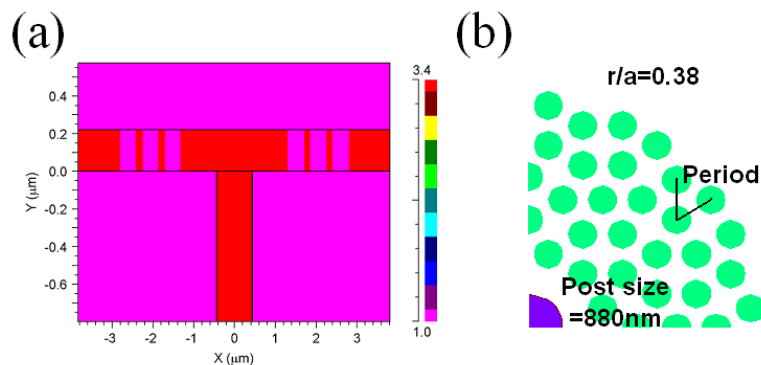 (a)
(b)
3.4
r/a=0.38
0.4
0.2
Period
0.0
Y (μm)
-0.2
-0.4
-0.6
Post size
=880nm
1.0
-3 -2 -1 0 1 2 3
X (μm)